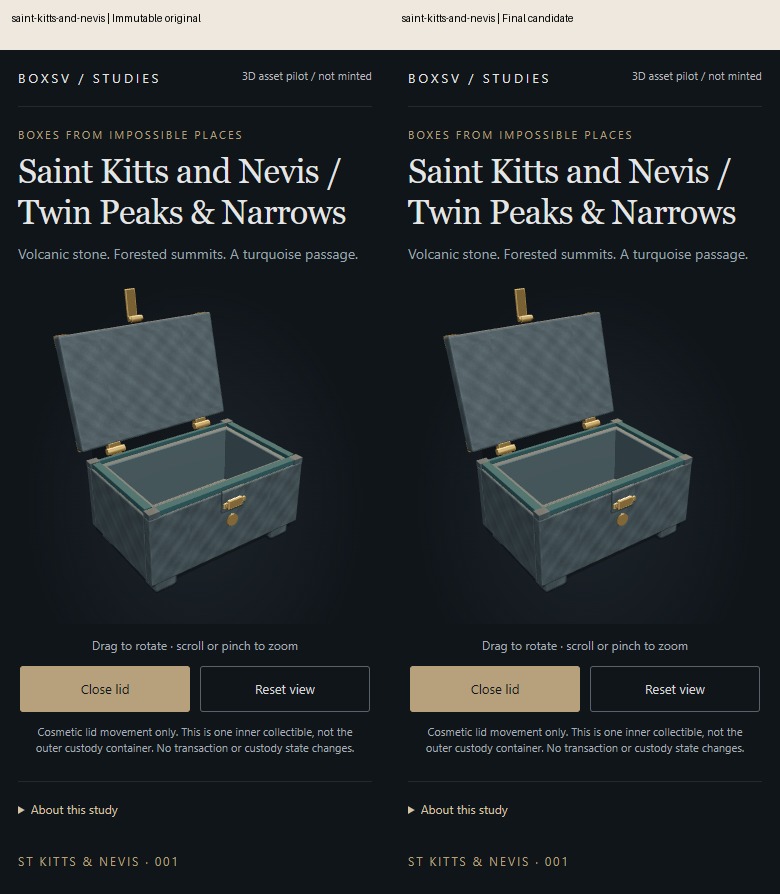 saint-kitts-and-nevis | Immutable original
BOXSV / STUDIES
3D asset pilot / not minted
BOXES FROM IMPOSSIBLE PLACES
Saint Kitts and Nevis /
Twin Peaks & Narrows
Volcanic stone. Forested summits. A turquoise passage.
Drag to rotate · scroll or pinch to zoom
Close lid
Reset view
Cosmetic lid movement only. This is one inner collectible, not the
outer custody container. No transaction or custody state changes.
▶ About this study
ST KITTS & NEVIS · 001
saint-kitts-and-nevis | Final candidate
BOXSV / STUDIES
3D asset pilot / not minted
BOXES FROM IMPOSSIBLE PLACES
Saint Kitts and Nevis /
Twin Peaks & Narrows
Volcanic stone. Forested summits. A turquoise passage.
Drag to rotate · scroll or pinch to zoom
Close lid
Reset view
Cosmetic lid movement only. This is one inner collectible, not the
outer custody container. No transaction or custody state changes.
▶ About this study
ST KITTS & NEVIS · 001